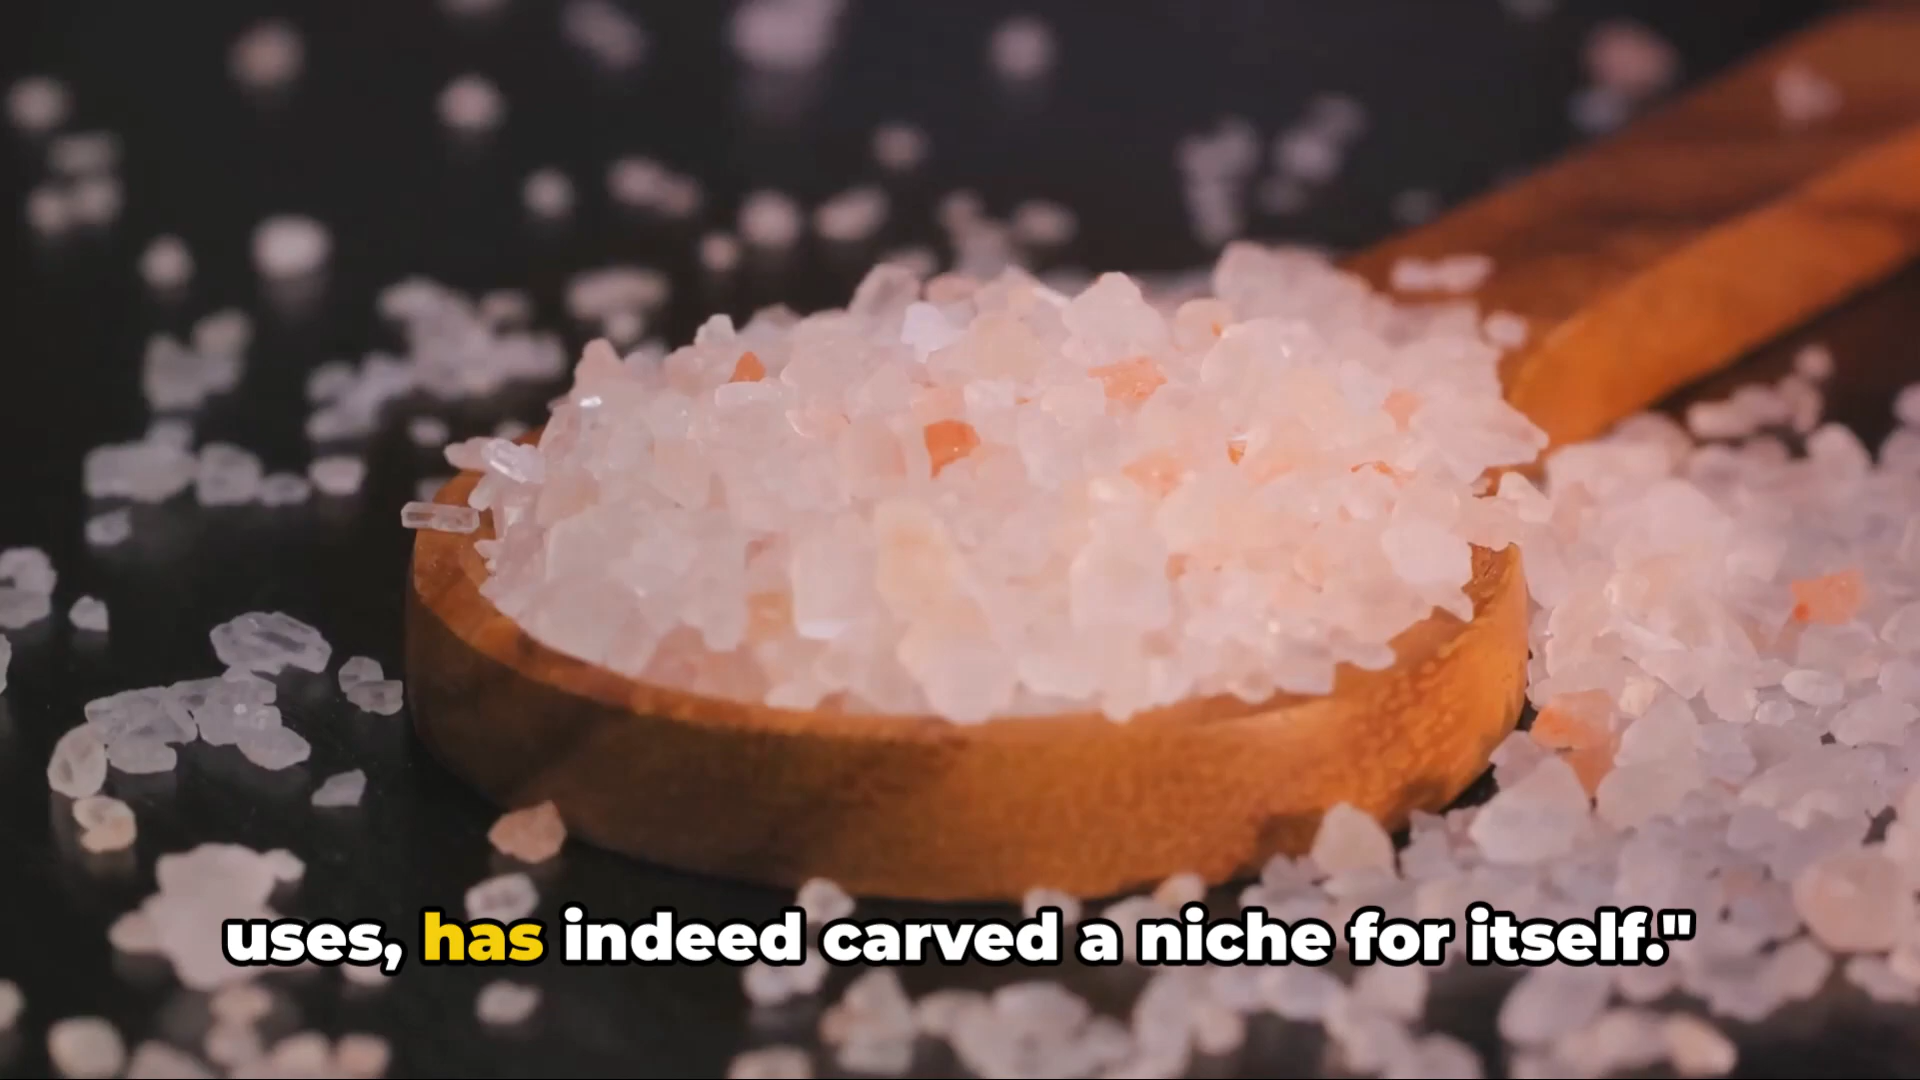 uses, has indeed carved a niche for itself."